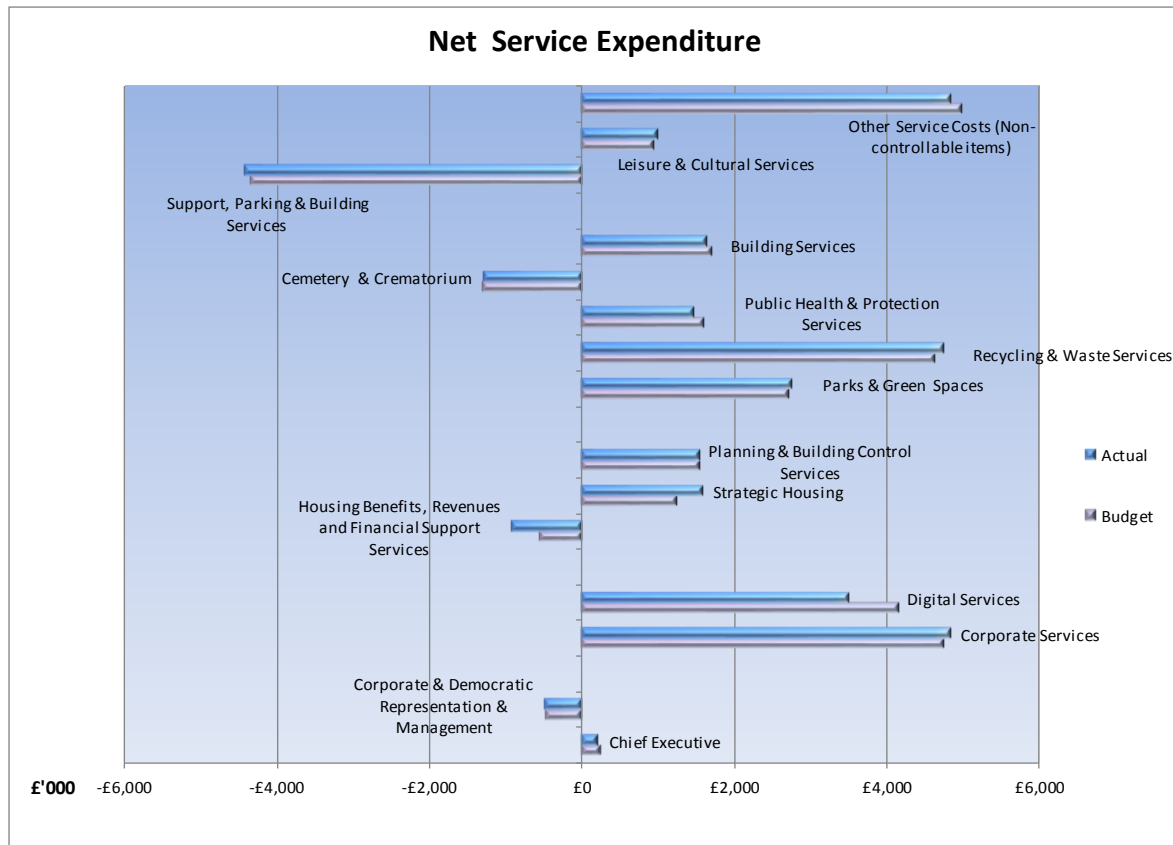 Net Service Expenditure
Other Service Costs (Non-
controllable items)
Leisure & Cultural Services
Support, Parking & Building
Services
Building Services
Cemetery & Crematorium
Public Health & Protection
Services
Recycling & Waste Services
Parks & Green Spaces
Planning & Building Control
Services
Strategic Housing
Housing Benefits, Revenues
and Financial Support
Services
Actual
Budget
Digital Services
Corporate Services
Corporate & Democratic
Representation &
Management
Chief Executive
£'000 -£6,000 -£4,000 -£2,000 £0 £2,000 £4,000 £6,000